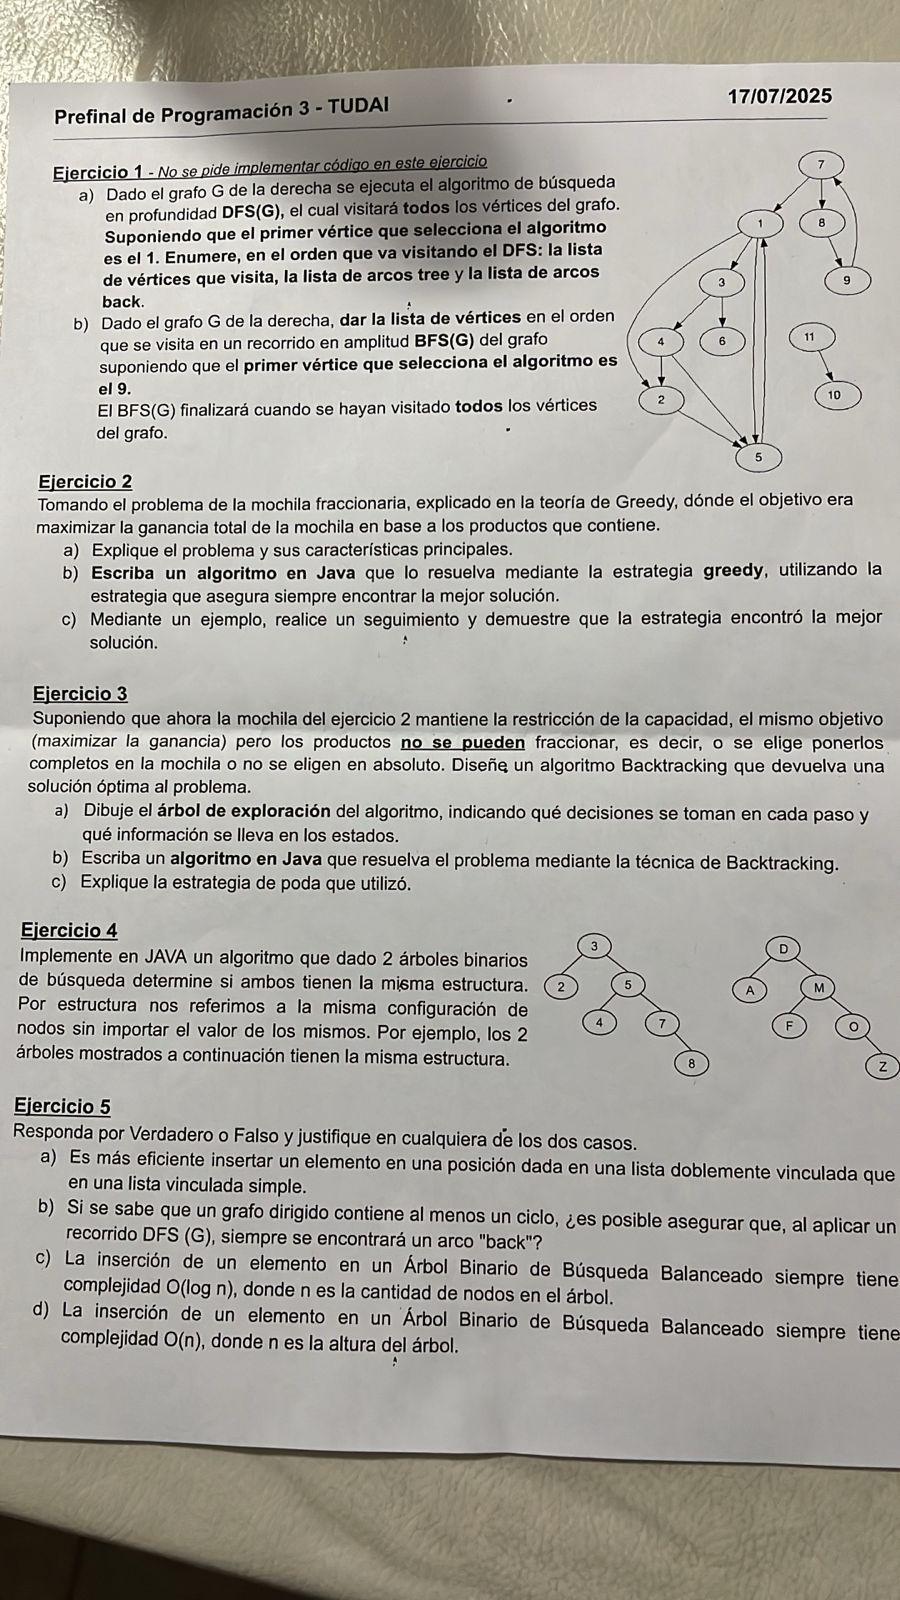 Prefinal de Programación 3 - TUDAI
17/07/2025
Ejercicio 1 - No se pide implementar código en este ejercicio
a) Dado el grafo G de la derecha se ejecuta el algoritmo de búsqueda
en profundidad DFS(G), el cual visitará todos los vértices del grafo.
Suponiendo que el primer vértice que selecciona el algoritmo
es el 1. Enumere, en el orden que va visitando el DFS: la lista
de vértices que visita, la lista de arcos tree y la lista de arcos
back.
b) Dado el grafo G de la derecha, dar la lista de vértices en el orden
que se visita en un recorrido en amplitud BFS(G) del grafo
suponiendo que el primer vértice que selecciona el algoritmo es
el 9.
El BFS(G) finalizará cuando se hayan visitado todos los vértices
del grafo.
7
1
8
3
9
4
6
11
2
10
5
Ejercicio 2
Tomando el problema de la mochila fraccionaria, explicado en la teoría de Greedy, dónde el objetivo era
maximizar la ganancia total de la mochila en base a los productos que contiene.
a) Explique el problema y sus características principales.
b) Escriba un algoritmo en Java que lo resuelva mediante la estrategia greedy, utilizando la
estrategia que asegura siempre encontrar la mejor solución.
c) Mediante un ejemplo, realice un seguimiento y demuestre que la estrategia encontró la mejor
solución.
Ejercicio 3
Suponiendo que ahora la mochila del ejercicio 2 mantiene la restricción de la capacidad, el mismo objetivo
(maximizar la ganancia) pero los productos no se pueden fraccionar, es decir, o se elige ponerlos
completos en la mochila o no se eligen en absoluto. Diseñe un algoritmo Backtracking que devuelva una
solución óptima al problema.
a) Dibuje el árbol de exploración del algoritmo, indicando qué decisiones se toman en cada paso y
qué información se lleva en los estados.
b) Escriba un algoritmo en Java que resuelva el problema mediante la técnica de Backtracking.
c) Explique la estrategia de poda que utilizó.
Ejercicio 4
Implemente en JAVA un algoritmo que dado 2 árboles binarios
de búsqueda determine si ambos tienen la misma estructura.
Por estructura nos referimos a la misma configuración de
nodos sin importar el valor de los mismos. Por ejemplo, los 2
árboles mostrados a continuación tienen la misma estructura.
3
2
5
4
7
8
D
A
M
F
O
Z
Ejercicio 5
Responda por Verdadero o Falso y justifique en cualquiera de los dos casos.
a) Es más eficiente insertar un elemento en una posición dada en una lista doblemente vinculada que
en una lista vinculada simple.
b) Si se sabe que un grafo dirigido contiene al menos un ciclo, ¿es posible asegurar que, al aplicar un
recorrido DFS (G), siempre se encontrará un arco "back"?
c) La inserción de un elemento en un Árbol Binario de Búsqueda Balanceado siempre tiene
complejidad O(log n), donde n es la cantidad de nodos en el árbol.
d) La inserción de un elemento en un Árbol Binario de Búsqueda Balanceado siempre tiene
complejidad O(n), donde n es la altura del árbol.